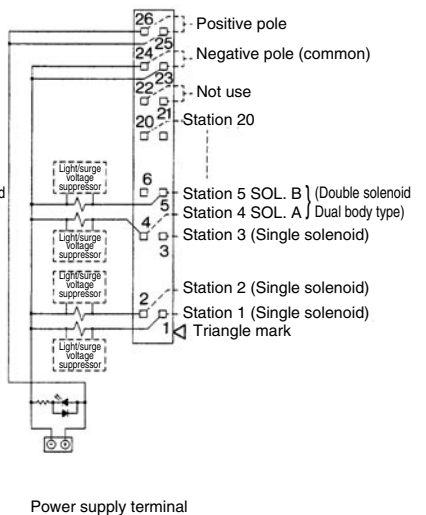 26
Positive pole
25
24
Negative pole (common)
23
22
Not use
21
20
Station 20
Light/surge
voltage
suppressor
6
5
Station 5 SOL. B
(Double solenoid
Station 4 SOL. A
Dual body type)
4
Station 3 (Single solenoid)
3
Light/surge
voltage
suppressor
Light/surge
voltage
suppressor
Station 2 (Single solenoid)
2
Station 1 (Single solenoid)
1
Triangle mark
Light/surge
voltage
suppressor
Power supply terminal